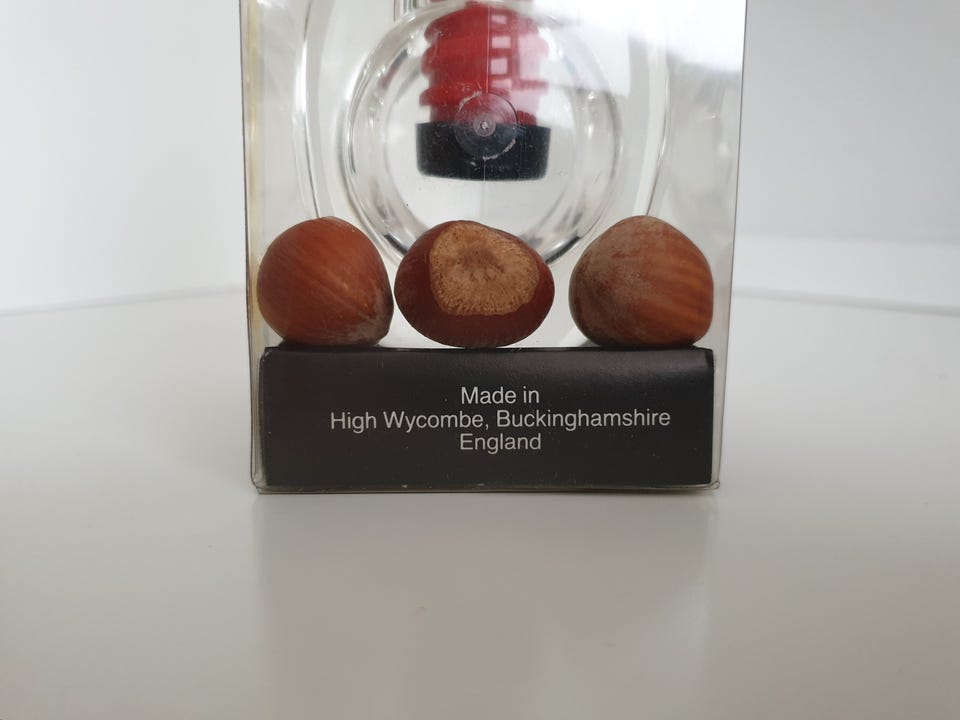 Made in
High Wycombe, Buckinghamshire
England